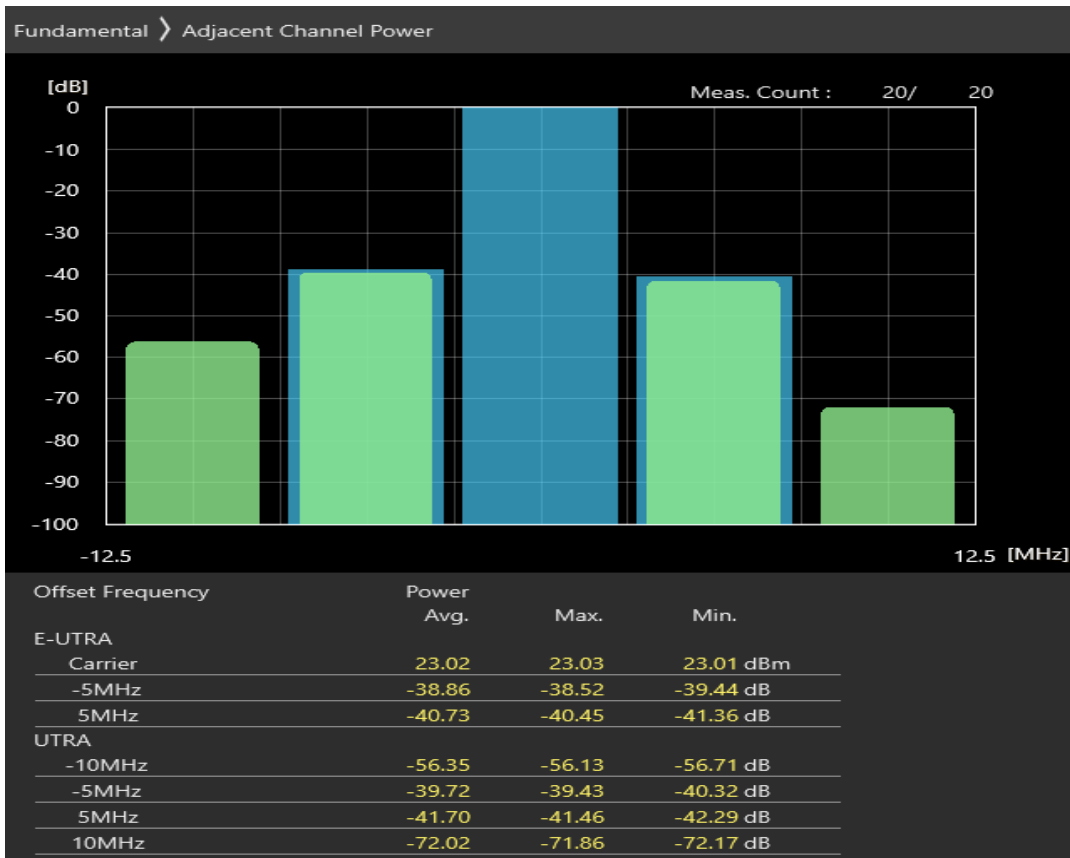 Fundamental 〉 Adjacent Channel Power
[dB]
Meas. Count : 20/ 20
0
-10
-20
-30
-40
-50
-60
-70
-80
-90
-100
-12.5 12.5 [MHz]
Offset Frequency Power
Avg. Max. Min.
E-UTRA
Carrier 23.02 23.03 23.01 dBm
-5MHz -38.86 -38.52 -39.44 dB
5MHz -40.73 -40.45 -41.36 dB
UTRA
-10MHz -56.35 -56.13 -56.71 dB
-5MHz -39.72 -39.43 -40.32 dB
5MHz -41.70 -41.46 -42.29 dB
10MHz -72.02 -71.86 -72.17 dB